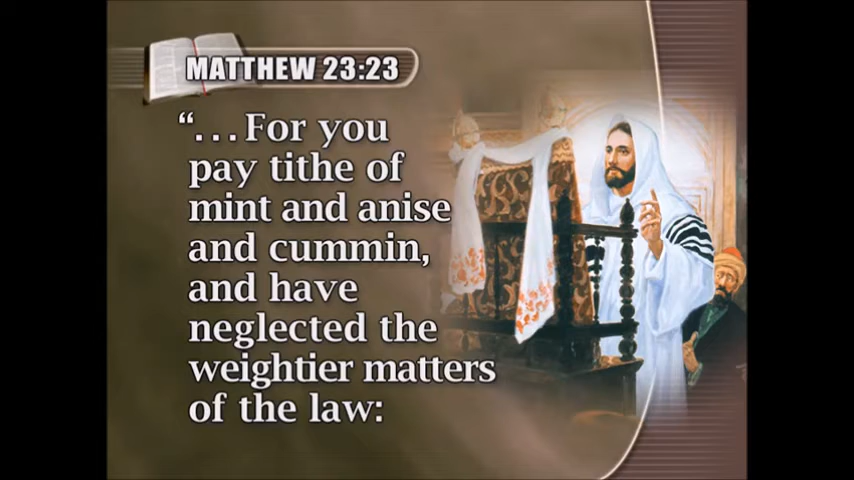 MATTHEW 23:23
“...For you
pay tithe of
mint and anise
and cummin,
and have
neglected the
weightier matters
of the law: